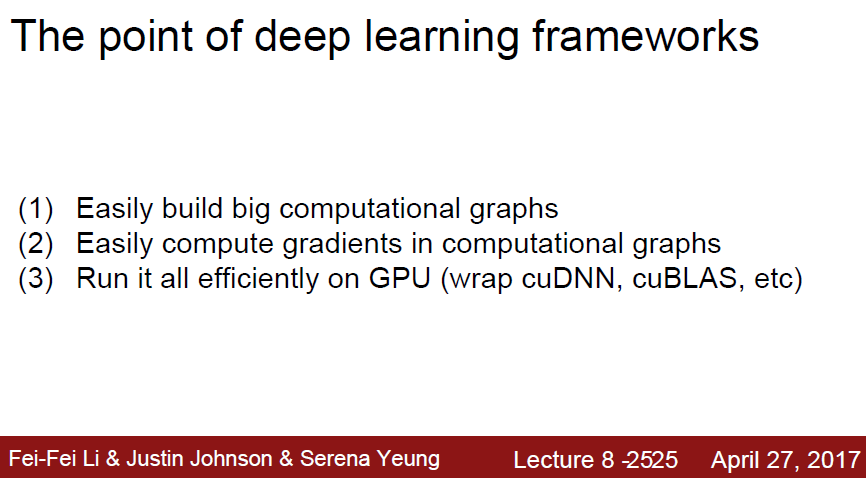 The point of deep learning frameworks
(1) Easily build big computational graphs
(2) Easily compute gradients in computational graphs
(3) Run it all efficiently on GPU (wrap cuDNN, cuBLAS, etc)
Fei-Fei Li & Justin Johnson & Serena Yeung Lecture 8 -2525 April 27, 2017